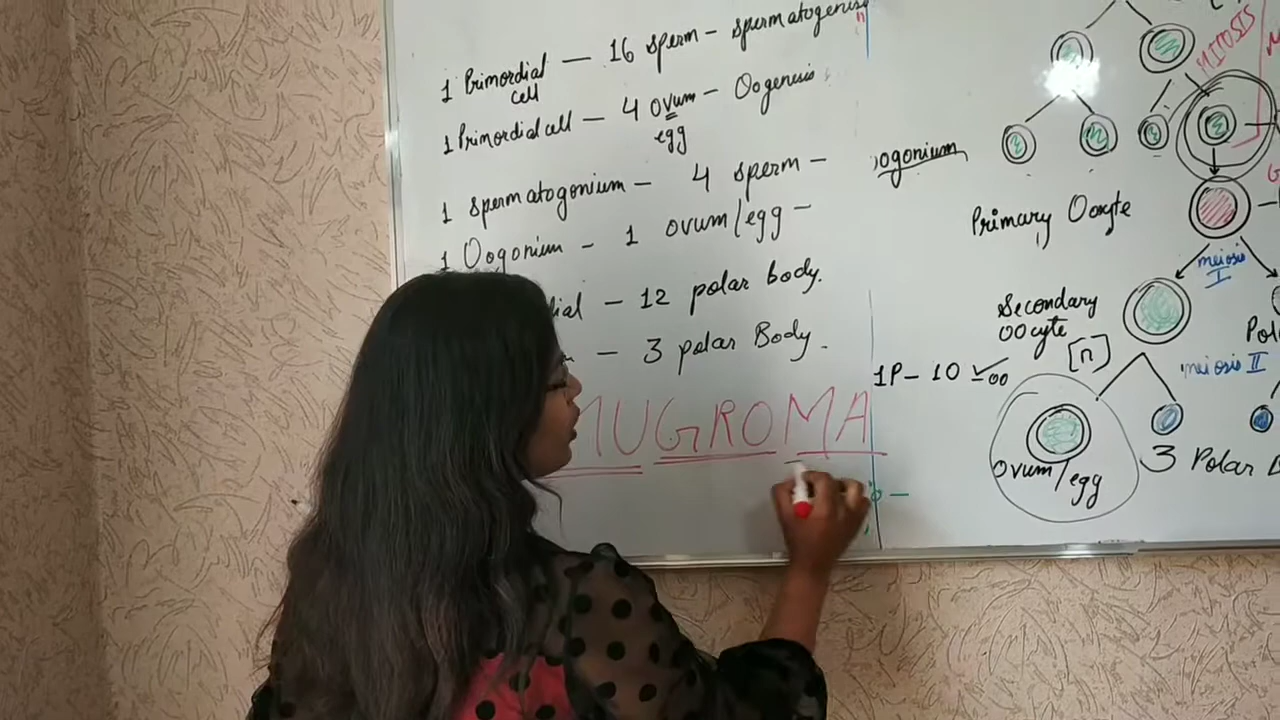 1 Primordial cell — 16 sperm — spermatogenis
1 Primordial cell — 4 ovum — Oogenesis
egg
1 spermatogonium — 4 sperm —
1 Oogonium — 1 ovum/egg —
ial — 12 polar body.
— 3 polar Body.
MUGROMA
MITOSIS
ogonium
Primary Oocyte
meiosis I
Secondary oocyte
[n]
1P — 10
meiosis II
ovum/egg
3 Polar